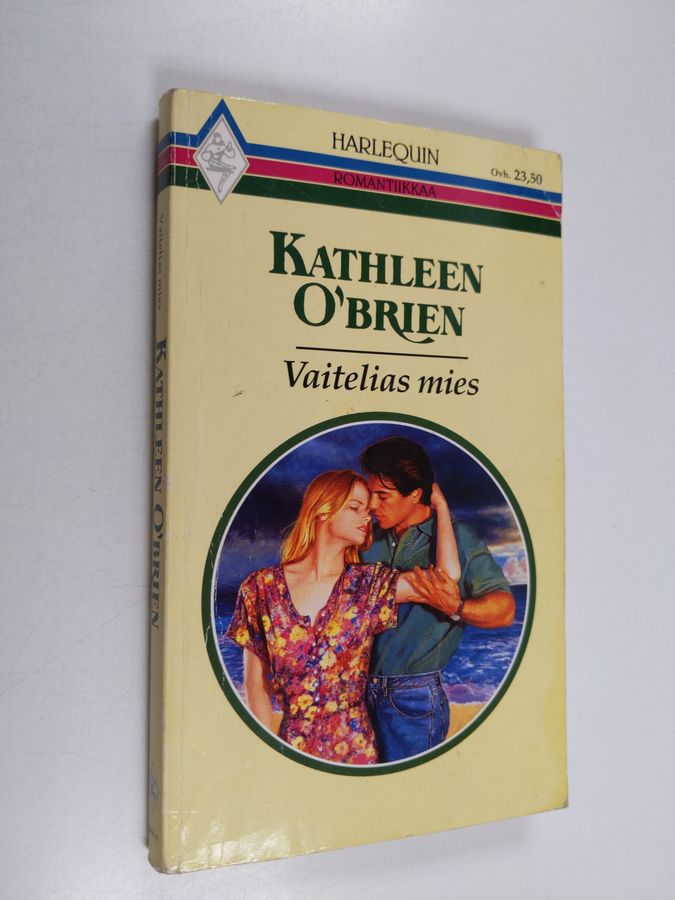 HARLEQUIN
ROMANTIIKKAA
Ovh. 23,50
KATHLEEN
O'BRIEN
Vaitelias mies
Vaitelias mies
KATHLEEN O'BRIEN